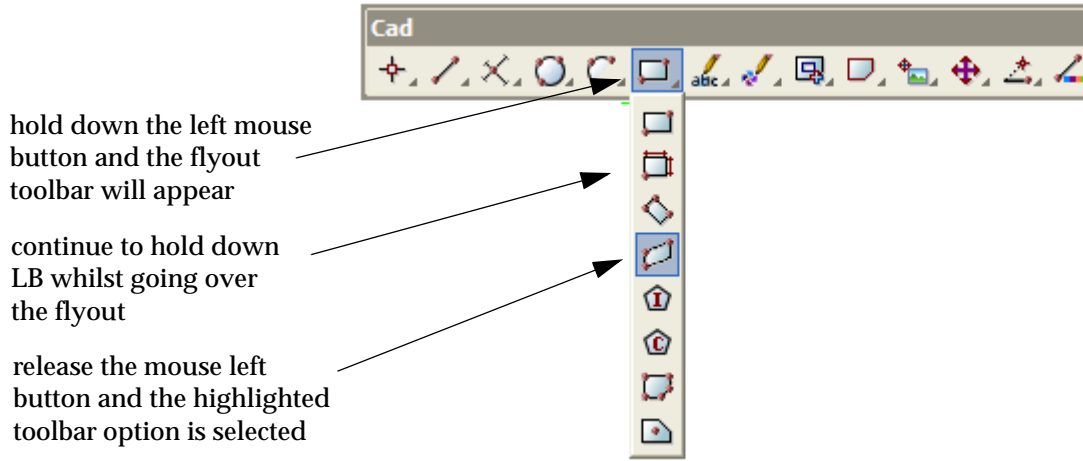 Cad
abc
hold down the left mouse
button and the flyout
toolbar will appear
continue to hold down
LB whilst going over
the flyout
I
C
release the mouse left
button and the highlighted
toolbar option is selected